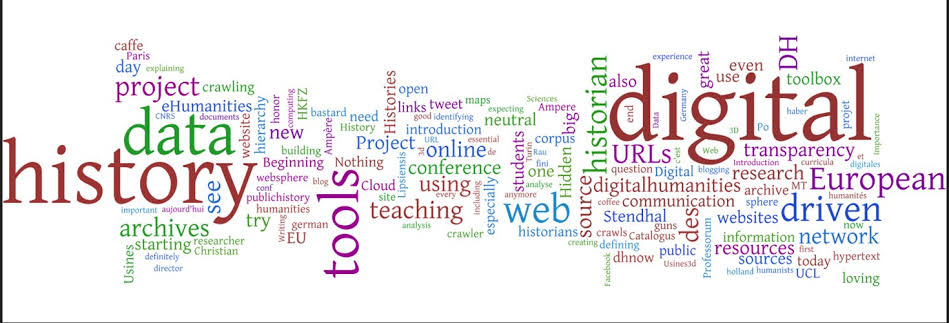 caffe
Paris
day
explaining
project
crawling
eHumanities
CNRS
documents
data
history
website
hierarchy
honor
computing
HKFZ
new
building
Beginning
websphere
conf
blog
publichistory
humanities
important
aujourd'hui
see
try
Writing
german
EU
archives
starting
researcher
Christian
definitely
director
Usines
bastard
Ampère
need
History
Nothing
tools
Histories
open
links
tweet
maps
good
identifying
introduction
Project
URL
essential
3d
online
de
conference
Cloud
site
Lipsiensis
using
every
Including
teaching
analysis
crawler
especially
expecting
neutral
Sciences
Ampere
students
Turin
corpus
big
Rau
fini
one
analyse
anymore
Hidden
web
historians
historian
source
creating
experience
also
end
Data
Germany
great
use
even
DH
toolbox
internet
digital
3D
Po
haber
projet
importance
URLs
c'est
Web
transparency
et
question
Digital
blogging
Introduction
curricula
digitales
digitalhumanities
research
European
coffee
communication
archive
MT
humanités
sphere
Stendhal
des
websites
driven
crawls
guns
Catalogus
defining
dhnow
public
Usines3d
Facebook
Professorum
information
network
now
resources
first
sources
today
hypertext
holland
humanists
UCL
loving